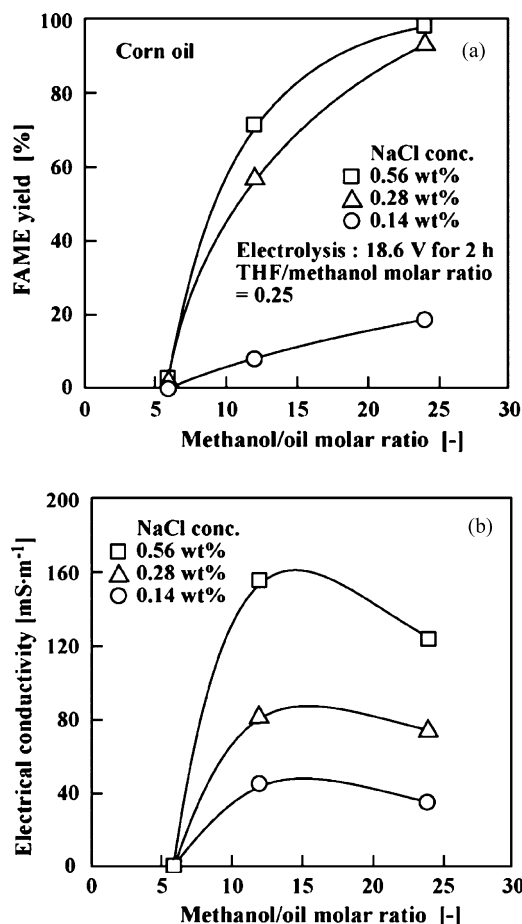 100
80
60
40
20
0
FAME yield [%]
Corn oil
(a)
NaCl conc.
0.56 wt%
0.28 wt%
0.14 wt%
Electrolysis : 18.6 V for 2 h
THF/methanol molar ratio
= 0.25
0 5 10 15 20 25 30
Methanol/oil molar ratio [-]
200
160
120
80
40
0
Electrical conductivity [mS·m-1]
NaCl conc.
(b)
0.56 wt%
0.28 wt%
0.14 wt%
0 5 10 15 20 25 30
Methanol/oil molar ratio [-]